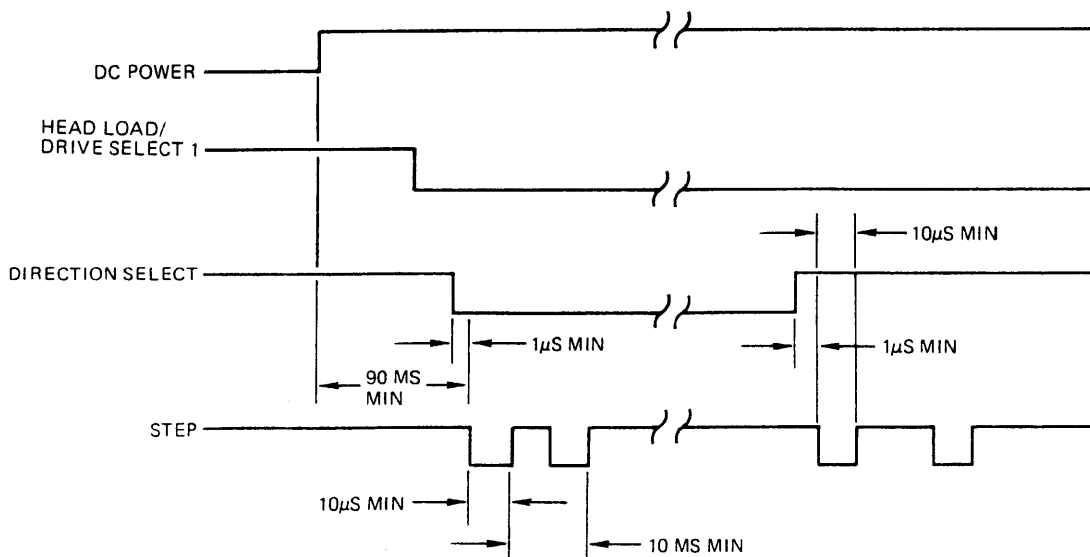 DC POWER
HEAD LOAD/
DRIVE SELECT 1
10µS MIN
DIRECTION SELECT
1µS MIN
1µS MIN
90 MS
MIN
STEP
10µS MIN
10 MS MIN